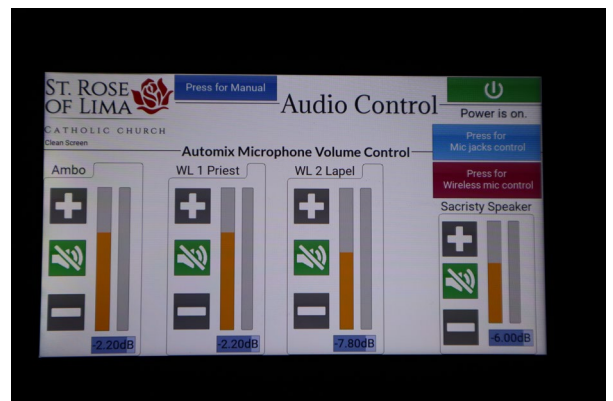 ST. ROSE
OF LIMA
CATHOLIC CHURCH
Clean Screen
Press for Manual
Audio Control
Power is on.
Press for
Mic jacks control
Press for
Wireless mic control
Automix Microphone Volume Control
Ambo
WL 1 Priest
WL 2 Lapel
Sacristy Speaker
-2.20dB
-2.20dB
-7.80dB
-6.00dB